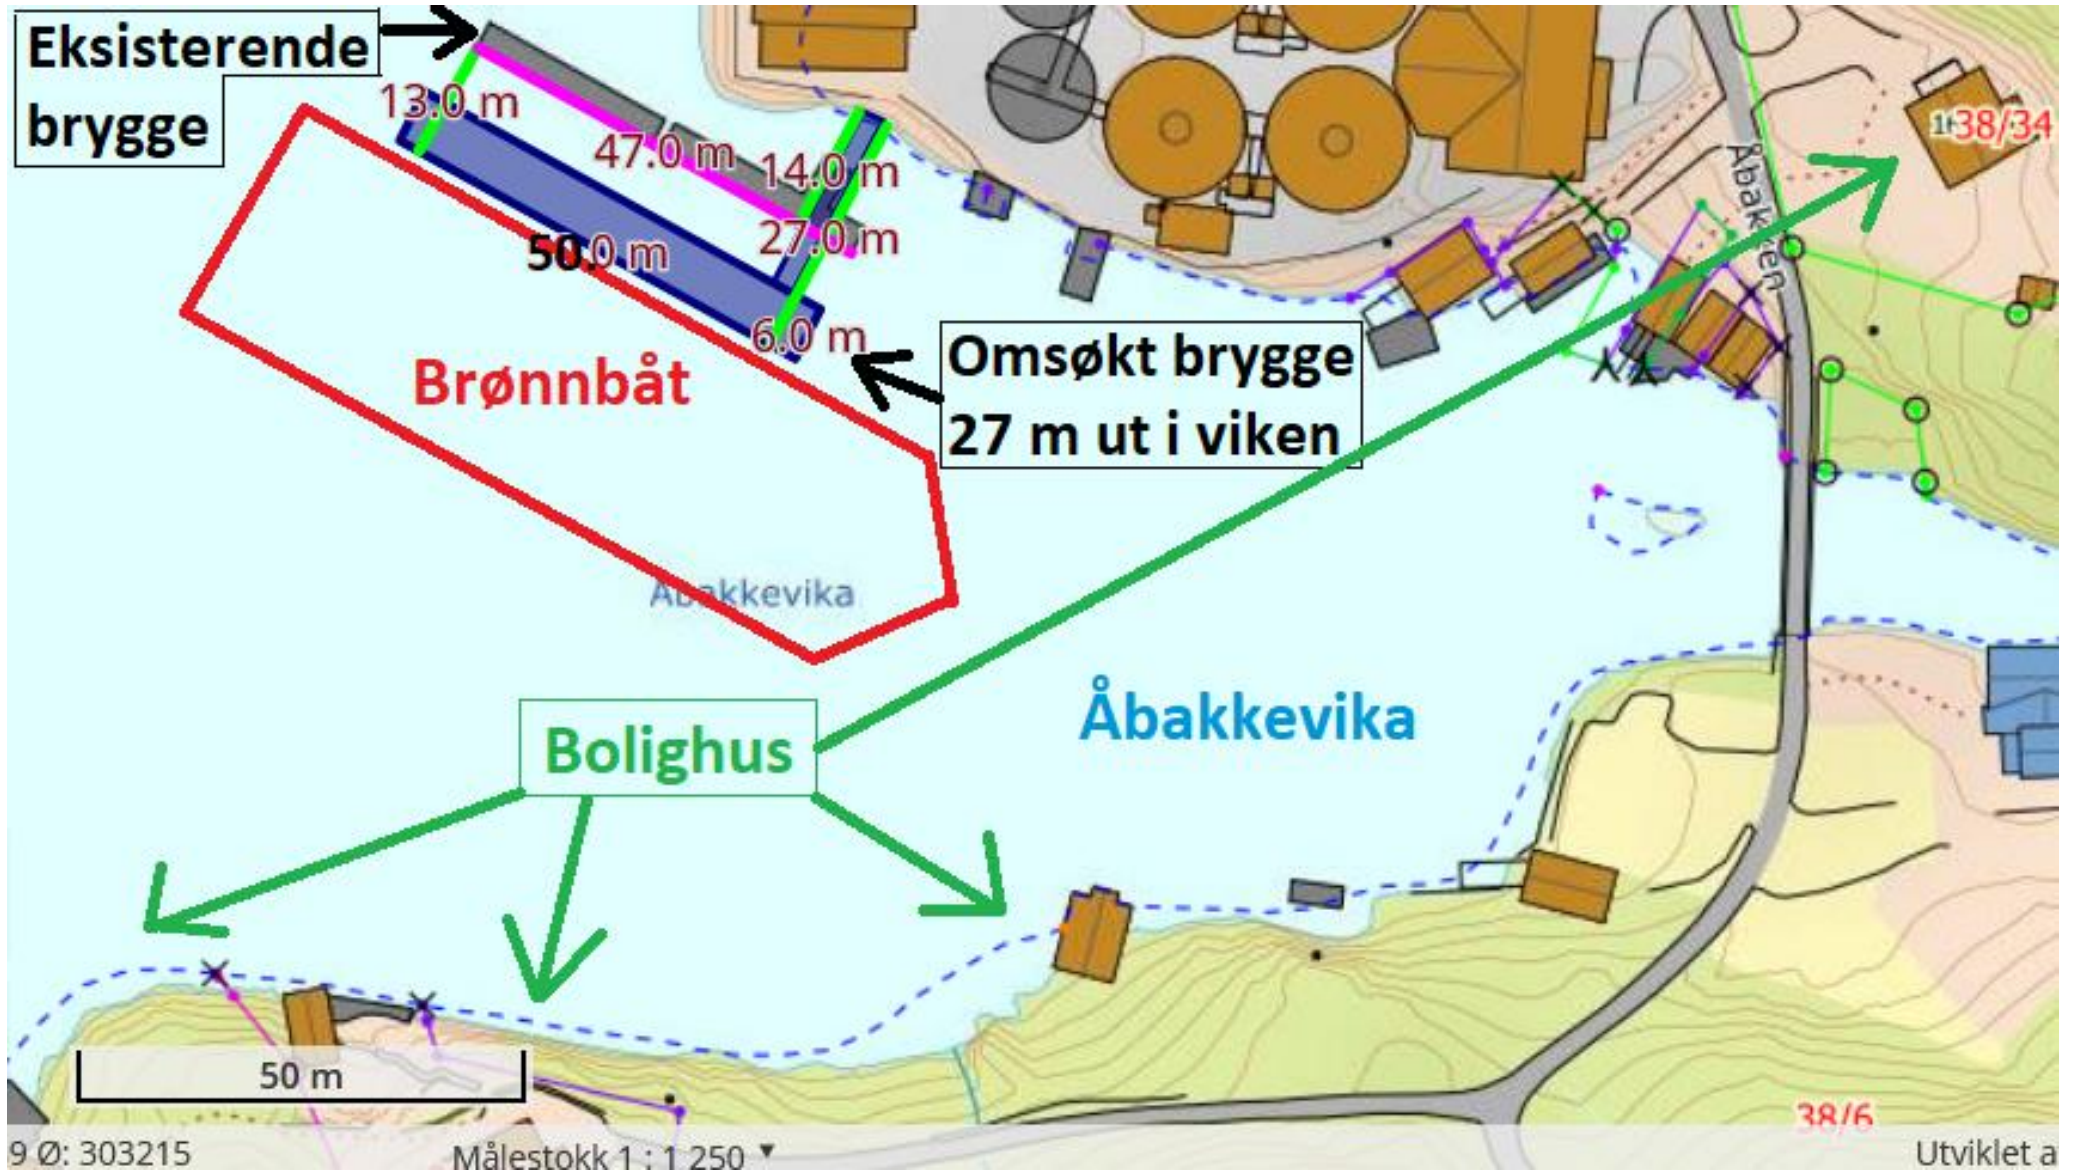 Eksisterende
brygge
13.0 m
47.0 m
14.0 m
27.0 m
50.0 m
6.0 m
Omsøkt brygge
27 m ut i viken
Brønnbåt
Åbakkevika
Åbakkevika
Bolighus
Åbakken
38/34
38/6
50 m
9 Ø: 303215
Målestokk 1 : 1 250
Utviklet a